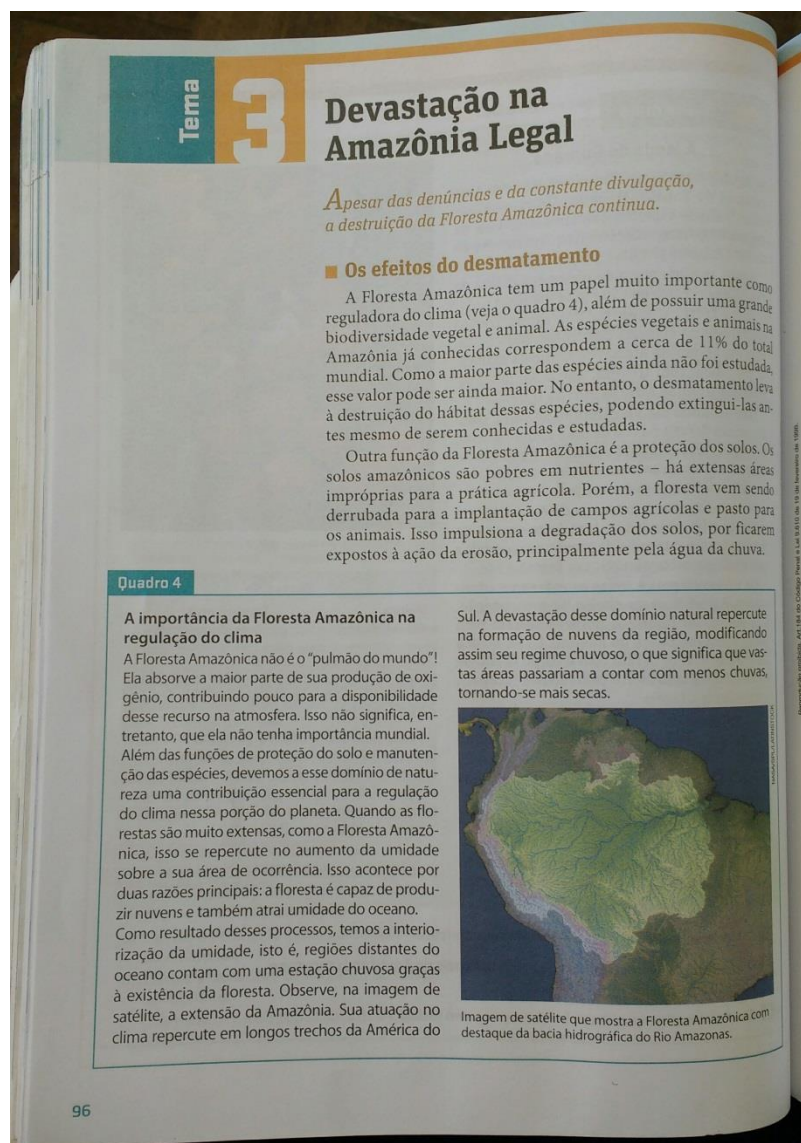 Tema
3
Devastação na
Amazônia Legal
Apesar das denúncias e da constante divulgação,
a destruição da Floresta Amazônica continua.
Os efeitos do desmatamento
A Floresta Amazônica tem um papel muito importante como
reguladora do clima (veja o quadro 4), além de possuir uma grande
biodiversidade vegetal e animal. As espécies vegetais e animais na
Amazônia já conhecidas correspondem a cerca de 11% do total
mundial. Como a maior parte das espécies ainda não foi estudada,
esse valor pode ser ainda maior. No entanto, o desmatamento leva
à destruição do hábitat dessas espécies, podendo extingui-las an-
tes mesmo de serem conhecidas e estudadas.
Outra função da Floresta Amazônica é a proteção dos solos. Os
solos amazônicos são pobres em nutrientes – há extensas áreas
impróprias para a prática agrícola. Porém, a floresta vem sendo
derrubada para a implantação de campos agrícolas e pasto para
os animais. Isso impulsiona a degradação dos solos, por ficarem
expostos à ação da erosão, principalmente pela água da chuva.
Quadro 4
A importância da Floresta Amazônica na
regulação do clima
A Floresta Amazônica não é o "pulmão do mundo"!
Ela absorve a maior parte de sua produção de oxi-
gênio, contribuindo pouco para a disponibilidade
desse recurso na atmosfera. Isso não significa, en-
tretanto, que ela não tenha importância mundial.
Além das funções de proteção do solo e manuten-
ção das espécies, devemos a esse domínio de natu-
reza uma contribuição essencial para a regulação
do clima nessa porção do planeta. Quando as flo-
restas são muito extensas, como a Floresta Amazô-
nica, isso se repercute no aumento da umidade
sobre a sua área de ocorrência. Isso acontece por
duas razões principais: a floresta é capaz de produ-
zir nuvens e também atrai umidade do oceano.
Como resultado desses processos, temos a interio-
rização da umidade, isto é, regiões distantes do
oceano contam com uma estação chuvosa graças
à existência da floresta. Observe, na imagem de
satélite, a extensão da Amazônia. Sua atuação no
clima repercute em longos trechos da América do
Sul. A devastação desse domínio natural repercute
na formação de nuvens da região, modificando
assim seu regime chuvoso, o que significa que vas-
tas áreas passariam a contar com menos chuvas,
tornando-se mais secas.
Imagem de satélite que mostra a Floresta Amazônica com
destaque da bacia hidrográfica do Rio Amazonas.
Art.184 do Código Penal e Lei 9.610 de 19 de fevereiro de 1998.
96